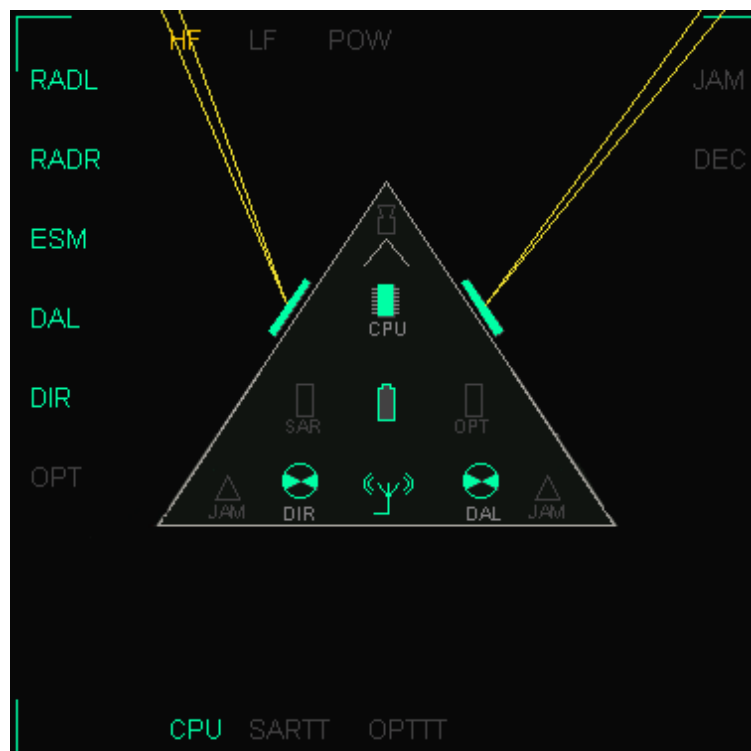 HF LF POW
RADL JAM
RADR DEC
ESM
DAL
CPU
DIR
SAR OPT
OPT
JAM DIR DAL JAM
CPU SARTT OPTTT